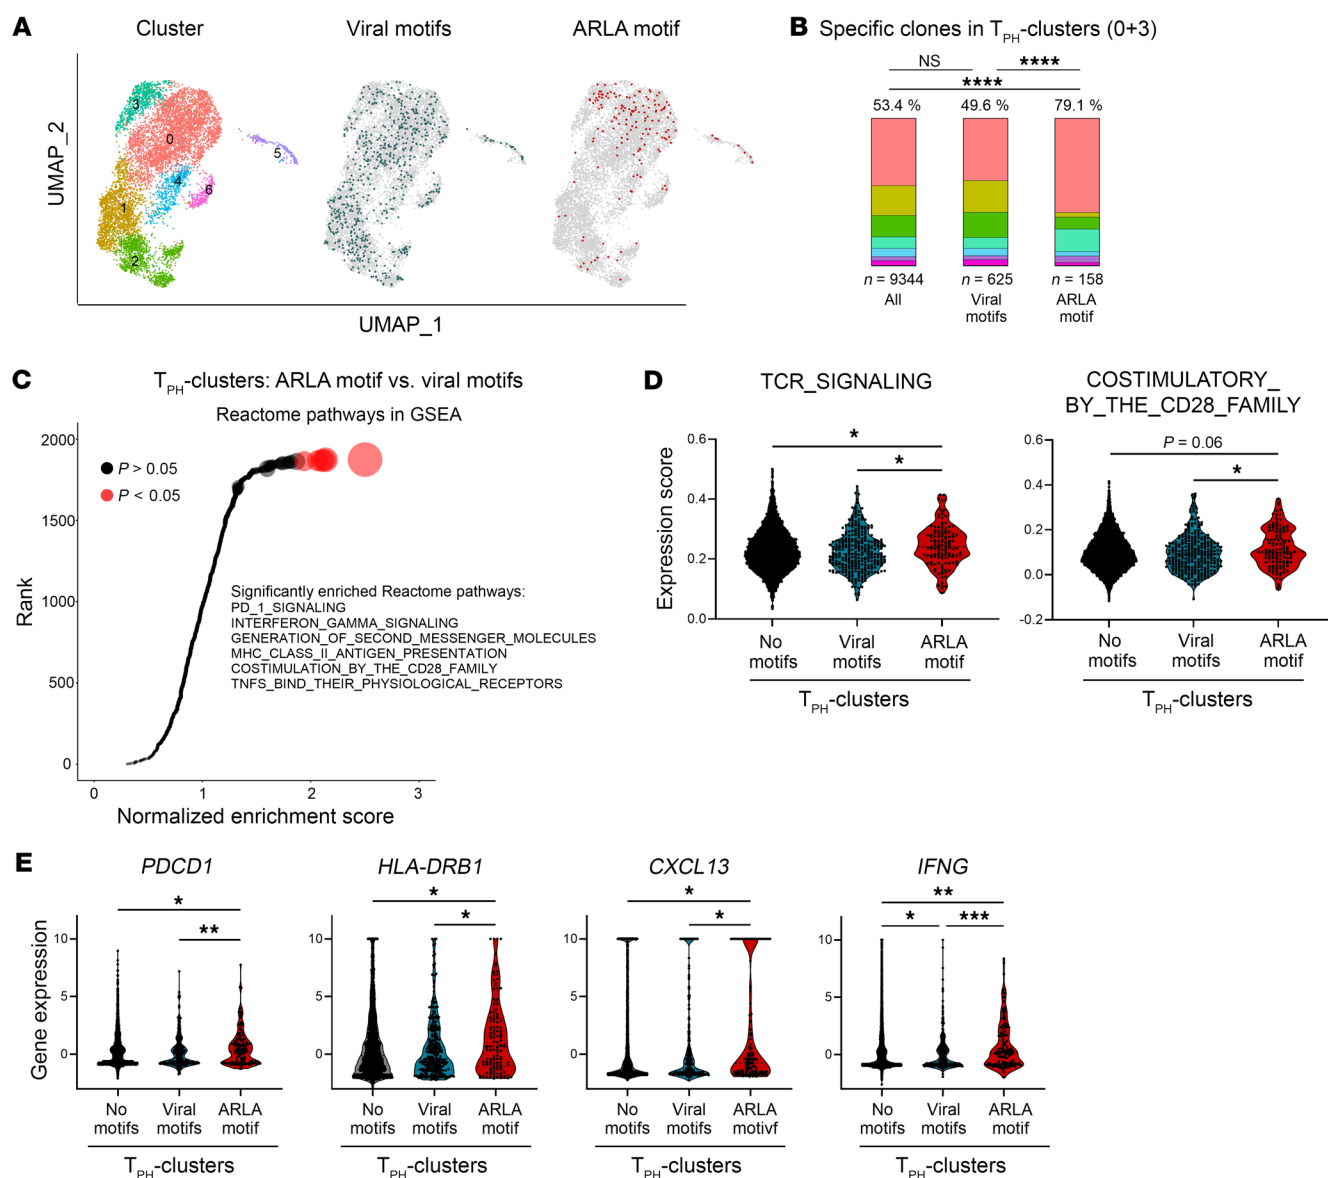 A
Cluster
Viral motifs
ARLA motif
UMAP_2
3
0
5
4
6
1
2
UMAP_1
B
Specific clones in TPH-clusters (0+3)
NS
****
****
53.4 %
49.6 %
79.1 %
n = 9344
n = 625
n = 158
All
Viral
motifs
ARLA
motif
C
TPH-clusters: ARLA motif vs. viral motifs
Reactome pathways in GSEA
2000
1500
1000
500
0
Rank
P > 0.05
P < 0.05
Significantly enriched Reactome pathways:
PD_1_SIGNALING
INTERFERON_GAMMA_SIGNALING
GENERATION_OF_SECOND_MESSENGER_MOLECULES
MHC_CLASS_II_ANTIGEN_PRESENTATION
COSTIMULATION_BY_THE_CD28_FAMILY
TNFS_BIND_THEIR_PHYSIOLOGICAL_RECEPTORS
0
1
2
3
Normalized enrichment score
D
TCR_SIGNALING
Expression score
0.6
0.4
0.2
0.0
*
*
No
motifs
Viral
motifs
ARLA
motif
TPH-clusters
COSTIMULATORY_
BY_THE_CD28_FAMILY
0.6
0.4
0.2
0.0
-0.2
P = 0.06
*
No
motifs
Viral
motifs
ARLA
motif
TPH-clusters
E
PDCD1
Gene expression
10
5
0
*
**
No
motifs
Viral
motifs
ARLA
motif
TPH-clusters
HLA-DRB1
10
5
0
*
*
No
motifs
Viral
motifs
ARLA
motif
TPH-clusters
CXCL13
10
5
0
*
*
No
motifs
Viral
motifs
ARLA
motivf
TPH-clusters
IFNG
10
5
0
**
*
***
No
motifs
Viral
motifs
ARLA
motif
TPH-clusters